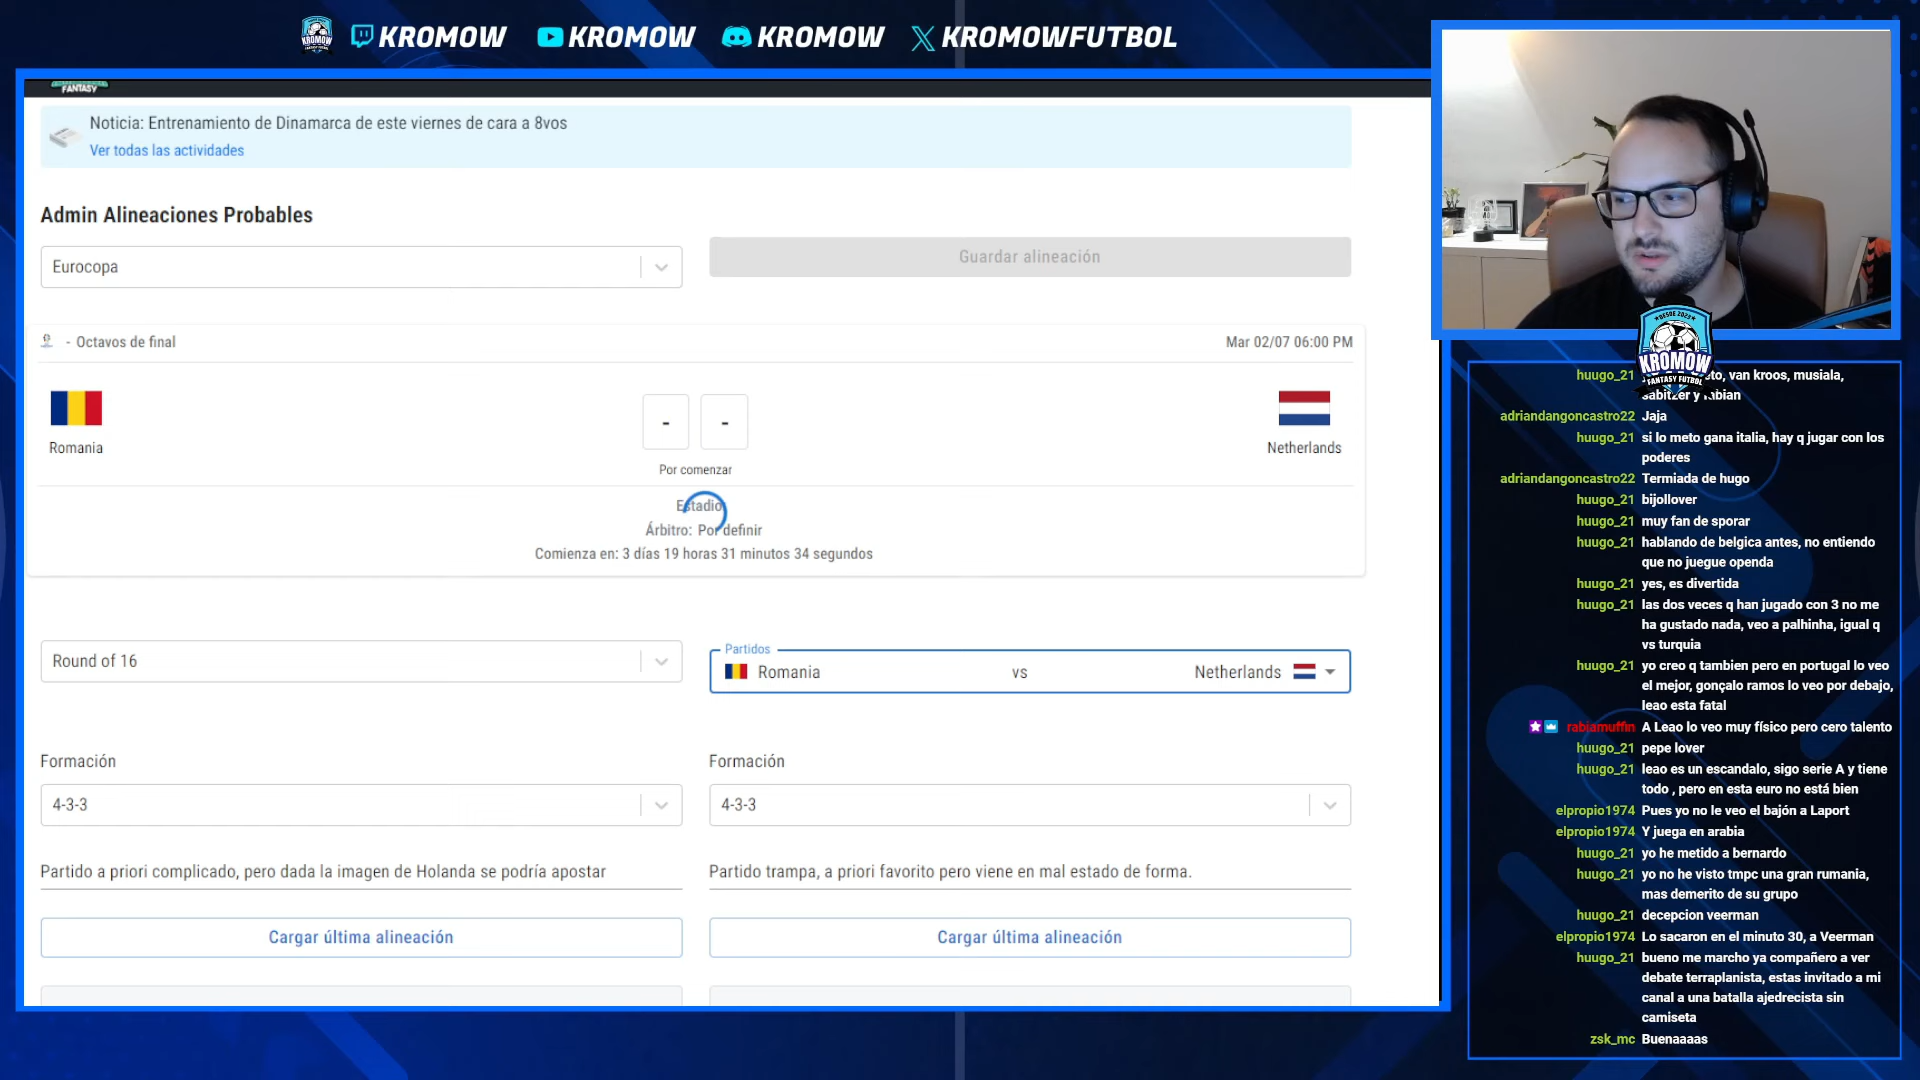 KROMOW
KROMOW
KROMOW
KROMOWFUTBOL
KROMOW
FANTASY
Noticia: Entrenamiento de Dinamarca de este viernes de cara a 8vos
Ver todas las actividades
Admin Alineaciones Probables
Eurocopa
Guardar alineación
- Octavos de final
Mar 02/07 06:00 PM
Romania
- -
Netherlands
Por comenzar
Estadio
Árbitro: Por definir
Comienza en: 3 días 19 horas 31 minutos 34 segundos
Round of 16
Partidos
Romania vs Netherlands
Formación
4-3-3
Formación
4-3-3
Partido a priori complicado, pero dada la imagen de Holanda se podría apostar
Partido trampa, a priori favorito pero viene en mal estado de forma.
Cargar última alineación
Cargar última alineación
DESDE 2023
KROMOW
FANTASY FUTBOL
huugo_21 van kroos, musiala,
sabitzer y fabian
adriandangoncastro22 Jaja
huugo_21 si lo meto gana italia, hay q jugar con los
poderes
adriandangoncastro22 Termiada de hugo
huugo_21 bijollover
huugo_21 muy fan de sporar
huugo_21 hablando de belgica antes, no entiendo
que no juegue openda
huugo_21 yes, es divertida
huugo_21 las dos veces q han jugado con 3 no me
ha gustado nada, veo a palhinha, igual q
vs turquia
huugo_21 yo creo q tambien pero en portugal lo veo
el mejor, gonçalo ramos lo veo por debajo,
leao esta fatal
rabiamuffin A Leao lo veo muy físico pero cero talento
huugo_21 pepe lover
huugo_21 leao es un escandalo, sigo serie A y tiene
todo , pero en esta euro no está bien
elpropio1974 Pues yo no le veo el bajón a Laport
elpropio1974 Y juega en arabia
huugo_21 yo he metido a bernardo
huugo_21 yo no he visto tmpc una gran rumania,
mas demerito de su grupo
huugo_21 decepcion veerman
elpropio1974 Lo sacaron en el minuto 30, a Veerman
huugo_21 bueno me marcho ya compañero a ver
debate terraplanista, estas invitado a mi
canal a una batalla ajedrecista sin
camiseta
zsk_mc Buenaaaas